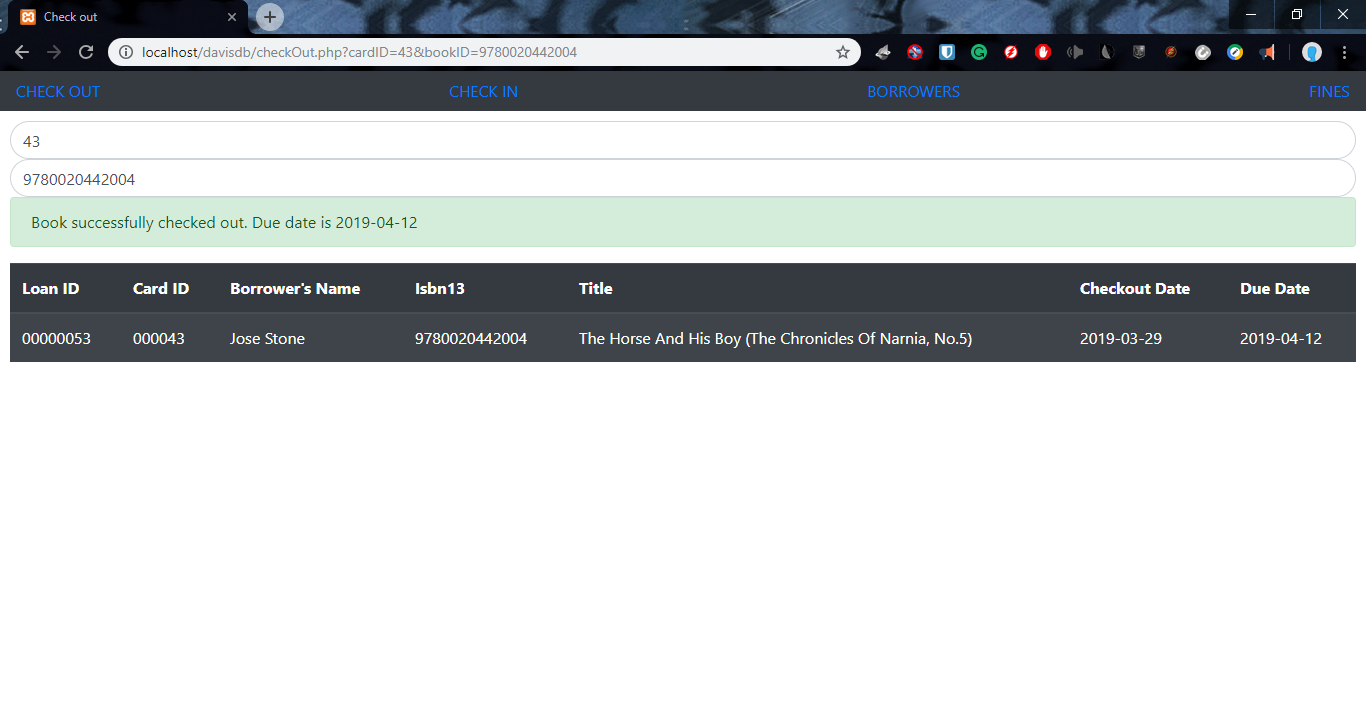 Check out
localhost/davisdb/checkOut.php?cardID=43&bookID=9780020442004
CHECK OUT CHECK IN BORROWERS FINES
43
9780020442004
Book successfully checked out. Due date is 2019-04-12
Loan ID Card ID Borrower's Name Isbn13 Title Checkout Date Due Date
00000053 000043 Jose Stone 9780020442004 The Horse And His Boy (The Chronicles Of Narnia, No.5) 2019-03-29 2019-04-12